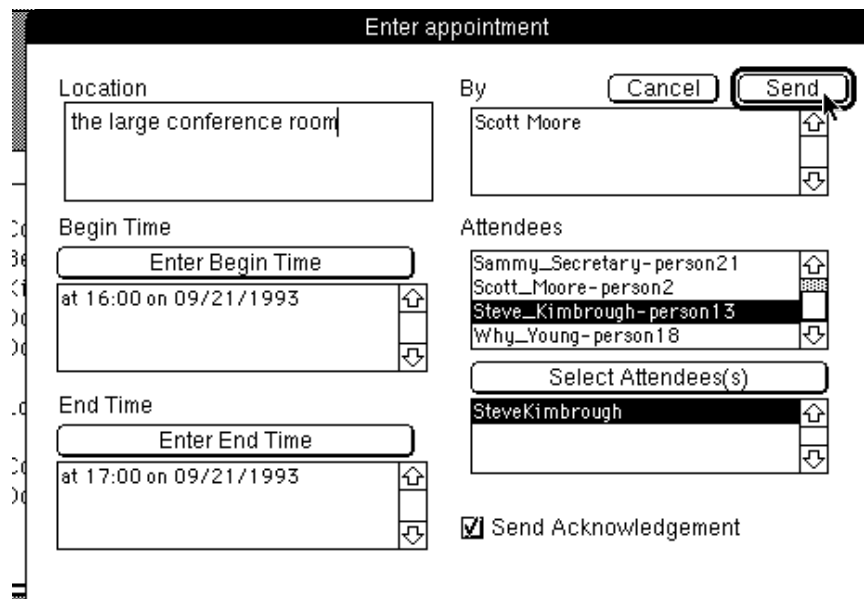 Enter appointment
Location
the large conference room
By
Cancel
Send
Scott Moore
Begin Time
Enter Begin Time
at 16:00 on 09/21/1993
Attendees
Sammy_Secretary-person21
Scott_Moore-person2
Steve_Kimbrough-person13
Why_Young-person18
Select Attendees(s)
SteveKimbrough
End Time
Enter End Time
at 17:00 on 09/21/1993
Send Acknowledgement